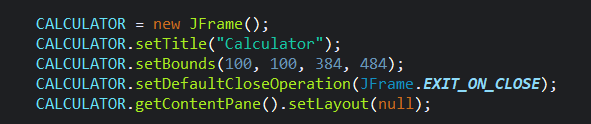 CALCULATOR = new JFrame();
CALCULATOR.setTitle("Calculator");
CALCULATOR.setBounds(100, 100, 384, 484);
CALCULATOR.setDefaultCloseOperation(JFrame.EXIT_ON_CLOSE);
CALCULATOR.getContentPane().setLayout(null);